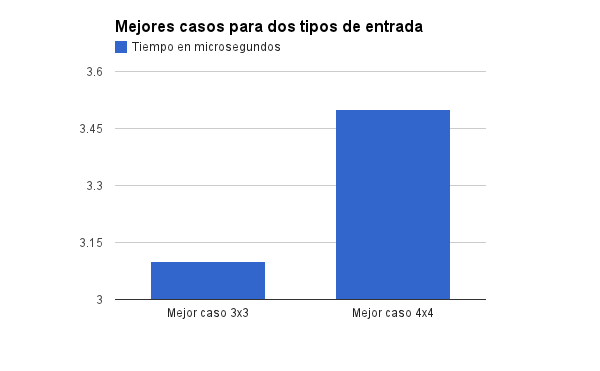 Mejores casos para dos tipos de entrada
Tiempo en microsegundos
3.6
3.45
3.3
3.15
3
Mejor caso 3x3 Mejor caso 4x4